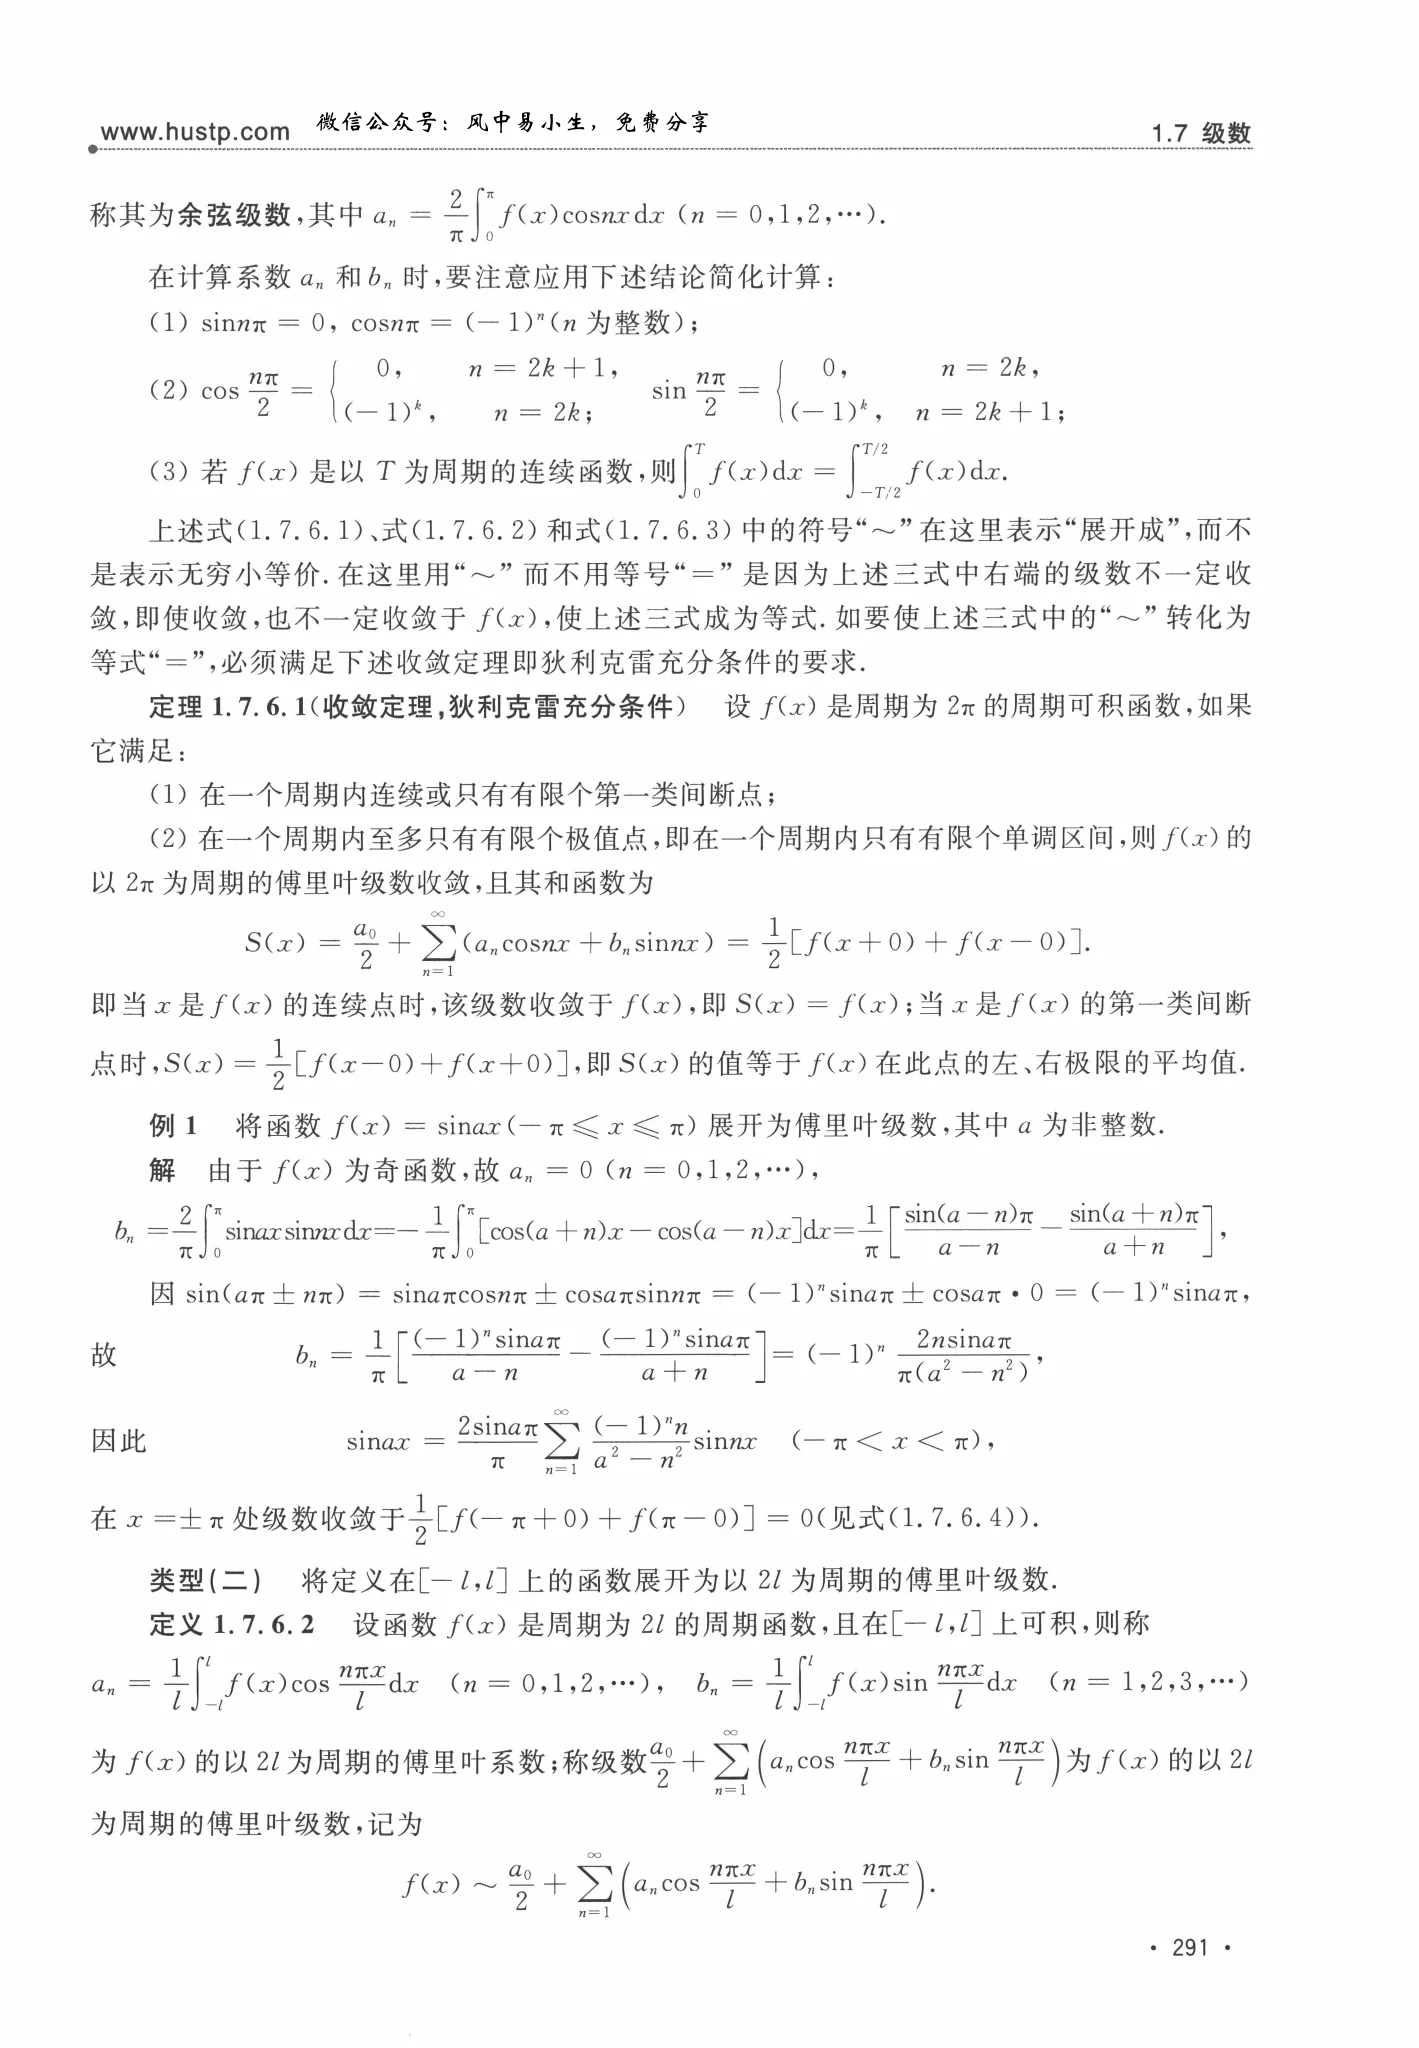 www.hustp.com 微信公众号：风中易小生，免费分享 1.7 级数
称其为余弦级数,其中 $a_n = \frac{2}{\pi}\int_0^{\pi} f(x)\cos nx\,dx$ (n = 0,1,2,…).
在计算系数 $a_n$ 和 $b_n$ 时,要注意应用下述结论简化计算:
(1) sin nπ = 0, cos nπ = $(-1)^n$(n 为整数);
(2) $\cos\frac{n\pi}{2} = \begin{cases} 0, & n = 2k+1, \\ (-1)^k, & n = 2k; \end{cases}$ $\sin\frac{n\pi}{2} = \begin{cases} 0, & n = 2k, \\ (-1)^k, & n = 2k+1; \end{cases}$
(3) 若 f(x) 是以 T 为周期的连续函数,则 $\int_0^T f(x)dx = \int_{-T/2}^{T/2} f(x)dx$.
上述式(1.7.6.1)、式(1.7.6.2) 和式(1.7.6.3) 中的符号“～”在这里表示“展开成”,而不
是表示无穷小等价. 在这里用“～” 而不用等号“=” 是因为上述三式中右端的级数不一定收
敛,即使收敛,也不一定收敛于 f(x),使上述三式成为等式. 如要使上述三式中的“～” 转化为
等式“=”,必须满足下述收敛定理即狄利克雷充分条件的要求.
定理 1.7.6.1(收敛定理,狄利克雷充分条件) 设 f(x) 是周期为 2π 的周期可积函数,如果
它满足:
(1) 在一个周期内连续或只有有限个第一类间断点;
(2) 在一个周期内至多只有有限个极值点,即在一个周期内只有有限个单调区间,则 f(x) 的
以 2π 为周期的傅里叶级数收敛,且其和函数为
$S(x) = \frac{a_0}{2} + \sum_{n=1}^{\infty}(a_n\cos nx + b_n\sin nx) = \frac{1}{2}[f(x+0) + f(x-0)].$
即当 x 是 f(x) 的连续点时,该级数收敛于 f(x),即 S(x) = f(x);当 x 是 f(x) 的第一类间断
点时,$S(x) = \frac{1}{2}[f(x-0)+f(x+0)]$,即 S(x) 的值等于 f(x) 在此点的左、右极限的平均值.
例 1 将函数 f(x) = sin ax(-π ≤ x ≤ π) 展开为傅里叶级数,其中 a 为非整数.
解 由于 f(x) 为奇函数,故 $a_n$ = 0 (n = 0,1,2,…),
$b_n = \frac{2}{\pi}\int_0^{\pi}\sin ax\sin nx\,dx = -\frac{1}{\pi}\int_0^{\pi}[\cos(a+n)x - \cos(a-n)x]dx = \frac{1}{\pi}\left[\frac{\sin(a-n)\pi}{a-n} - \frac{\sin(a+n)\pi}{a+n}\right],$
因 sin(aπ ± nπ) = sin aπ cos nπ ± cos aπ sin nπ = $(-1)^n$ sin aπ ± cos aπ • 0 = $(-1)^n$ sin aπ,
故 $b_n = \frac{1}{\pi}\left[\frac{(-1)^n\sin a\pi}{a-n} - \frac{(-1)^n\sin a\pi}{a+n}\right] = (-1)^n\frac{2n\sin a\pi}{\pi(a^2-n^2)},$
因此 $\sin ax = \frac{2\sin a\pi}{\pi}\sum_{n=1}^{\infty}\frac{(-1)^n n}{a^2-n^2}\sin nx$ (-π < x < π),
在 x = ± π 处级数收敛于 $\frac{1}{2}[f(-\pi+0) + f(\pi-0)] = 0$(见式(1.7.6.4)).
类型(二) 将定义在[-l,l] 上的函数展开为以 2l 为周期的傅里叶级数.
定义 1.7.6.2 设函数 f(x) 是周期为 2l 的周期函数,且在[-l,l] 上可积,则称
$a_n = \frac{1}{l}\int_{-l}^{l} f(x)\cos\frac{n\pi x}{l}dx$ (n = 0,1,2,…), $b_n = \frac{1}{l}\int_{-l}^{l} f(x)\sin\frac{n\pi x}{l}dx$ (n = 1,2,3,…)
为 f(x) 的以 2l 为周期的傅里叶系数;称级数 $\frac{a_0}{2} + \sum_{n=1}^{\infty}\left(a_n\cos\frac{n\pi x}{l} + b_n\sin\frac{n\pi x}{l}\right)$ 为 f(x) 的以 2l
为周期的傅里叶级数,记为
$f(x) \sim \frac{a_0}{2} + \sum_{n=1}^{\infty}\left(a_n\cos\frac{n\pi x}{l} + b_n\sin\frac{n\pi x}{l}\right).$
• 291 •